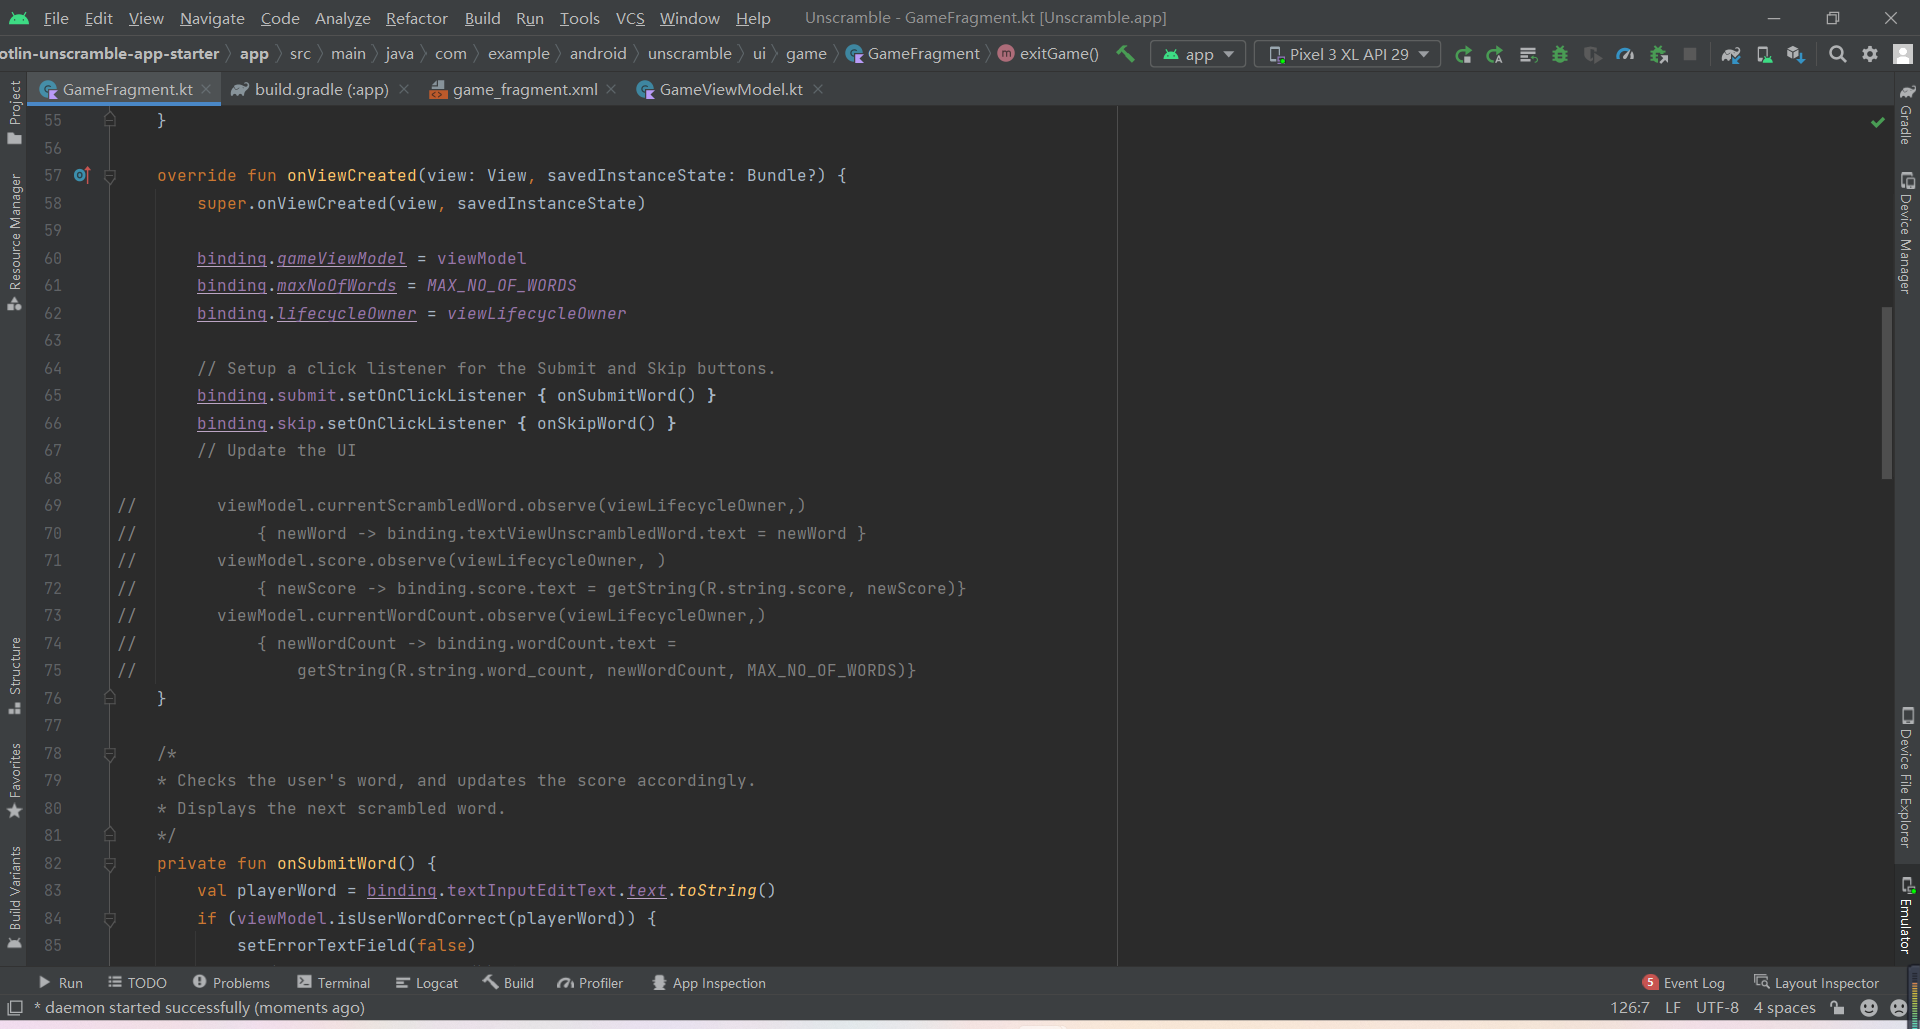 File Edit View Navigate Code Analyze Refactor Build Run Tools VCS Window Help Unscramble - GameFragment.kt [Unscramble.app]
otlin-unscramble-app-starter app src main java com example android unscramble ui game GameFragment exitGame() app Pixel 3 XL API 29
GameFragment.kt build.gradle (:app) game_fragment.xml GameViewModel.kt
Project
Resource Manager
Structure
Favorites
Build Variants
55 }
56
57 override fun onViewCreated(view: View, savedInstanceState: Bundle?) {
58 super.onViewCreated(view, savedInstanceState)
59
60 binding.gameViewModel = viewModel
61 binding.maxNoOfWords = MAX_NO_OF_WORDS
62 binding.lifecycleOwner = viewLifecycleOwner
63
64 // Setup a click listener for the Submit and Skip buttons.
65 binding.submit.setOnClickListener { onSubmitWord() }
66 binding.skip.setOnClickListener { onSkipWord() }
67 // Update the UI
68
69 // viewModel.currentScrambledWord.observe(viewLifecycleOwner,)
70 // { newWord -> binding.textViewUnscrambledWord.text = newWord }
71 // viewModel.score.observe(viewLifecycleOwner, )
72 // { newScore -> binding.score.text = getString(R.string.score, newScore)}
73 // viewModel.currentWordCount.observe(viewLifecycleOwner,)
74 // { newWordCount -> binding.wordCount.text =
75 // getString(R.string.word_count, newWordCount, MAX_NO_OF_WORDS)}
76 }
77
78 /*
79 * Checks the user's word, and updates the score accordingly.
80 * Displays the next scrambled word.
81 */
82 private fun onSubmitWord() {
83 val playerWord = binding.textInputEditText.text.toString()
84 if (viewModel.isUserWordCorrect(playerWord)) {
85 setErrorTextField(false)
Gradle
Device Manager
Device File Explorer
Emulator
Run TODO Problems Terminal Logcat Build Profiler App Inspection 5 Event Log Layout Inspector
* daemon started successfully (moments ago) 126:7 LF UTF-8 4 spaces